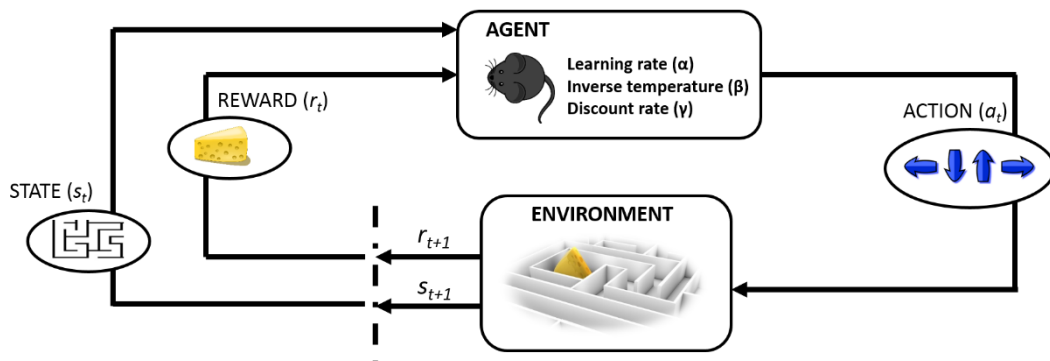 AGENT
Learning rate (α)
Inverse temperature (β)
Discount rate (γ)
REWARD (rₜ)
ACTION (aₜ)
STATE (sₜ)
ENVIRONMENT
rₜ₊₁
sₜ₊₁